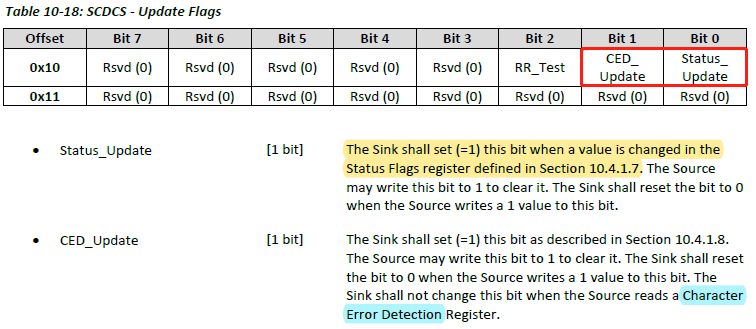 Table 10-18: SCDCS - Update Flags
Offset Bit 7 Bit 6 Bit 5 Bit 4 Bit 3 Bit 2 Bit 1 Bit 0
0x10 Rsvd (0) Rsvd (0) Rsvd (0) Rsvd (0) Rsvd (0) RR_Test CED_ Update Status_ Update
0x11 Rsvd (0) Rsvd (0) Rsvd (0) Rsvd (0) Rsvd (0) Rsvd (0) Rsvd (0) Rsvd (0)
• Status_Update [1 bit] The Sink shall set (=1) this bit when a value is changed in the
Status Flags register defined in Section 10.4.1.7. The Source
may write this bit to 1 to clear it. The Sink shall reset the bit to 0
when the Source writes a 1 value to this bit.
• CED_Update [1 bit] The Sink shall set (=1) this bit as described in Section 10.4.1.8.
The Source may write this bit to 1 to clear it. The Sink shall reset
the bit to 0 when the Source writes a 1 value to this bit. The
Sink shall not change this bit when the Source reads a Character
Error Detection Register.